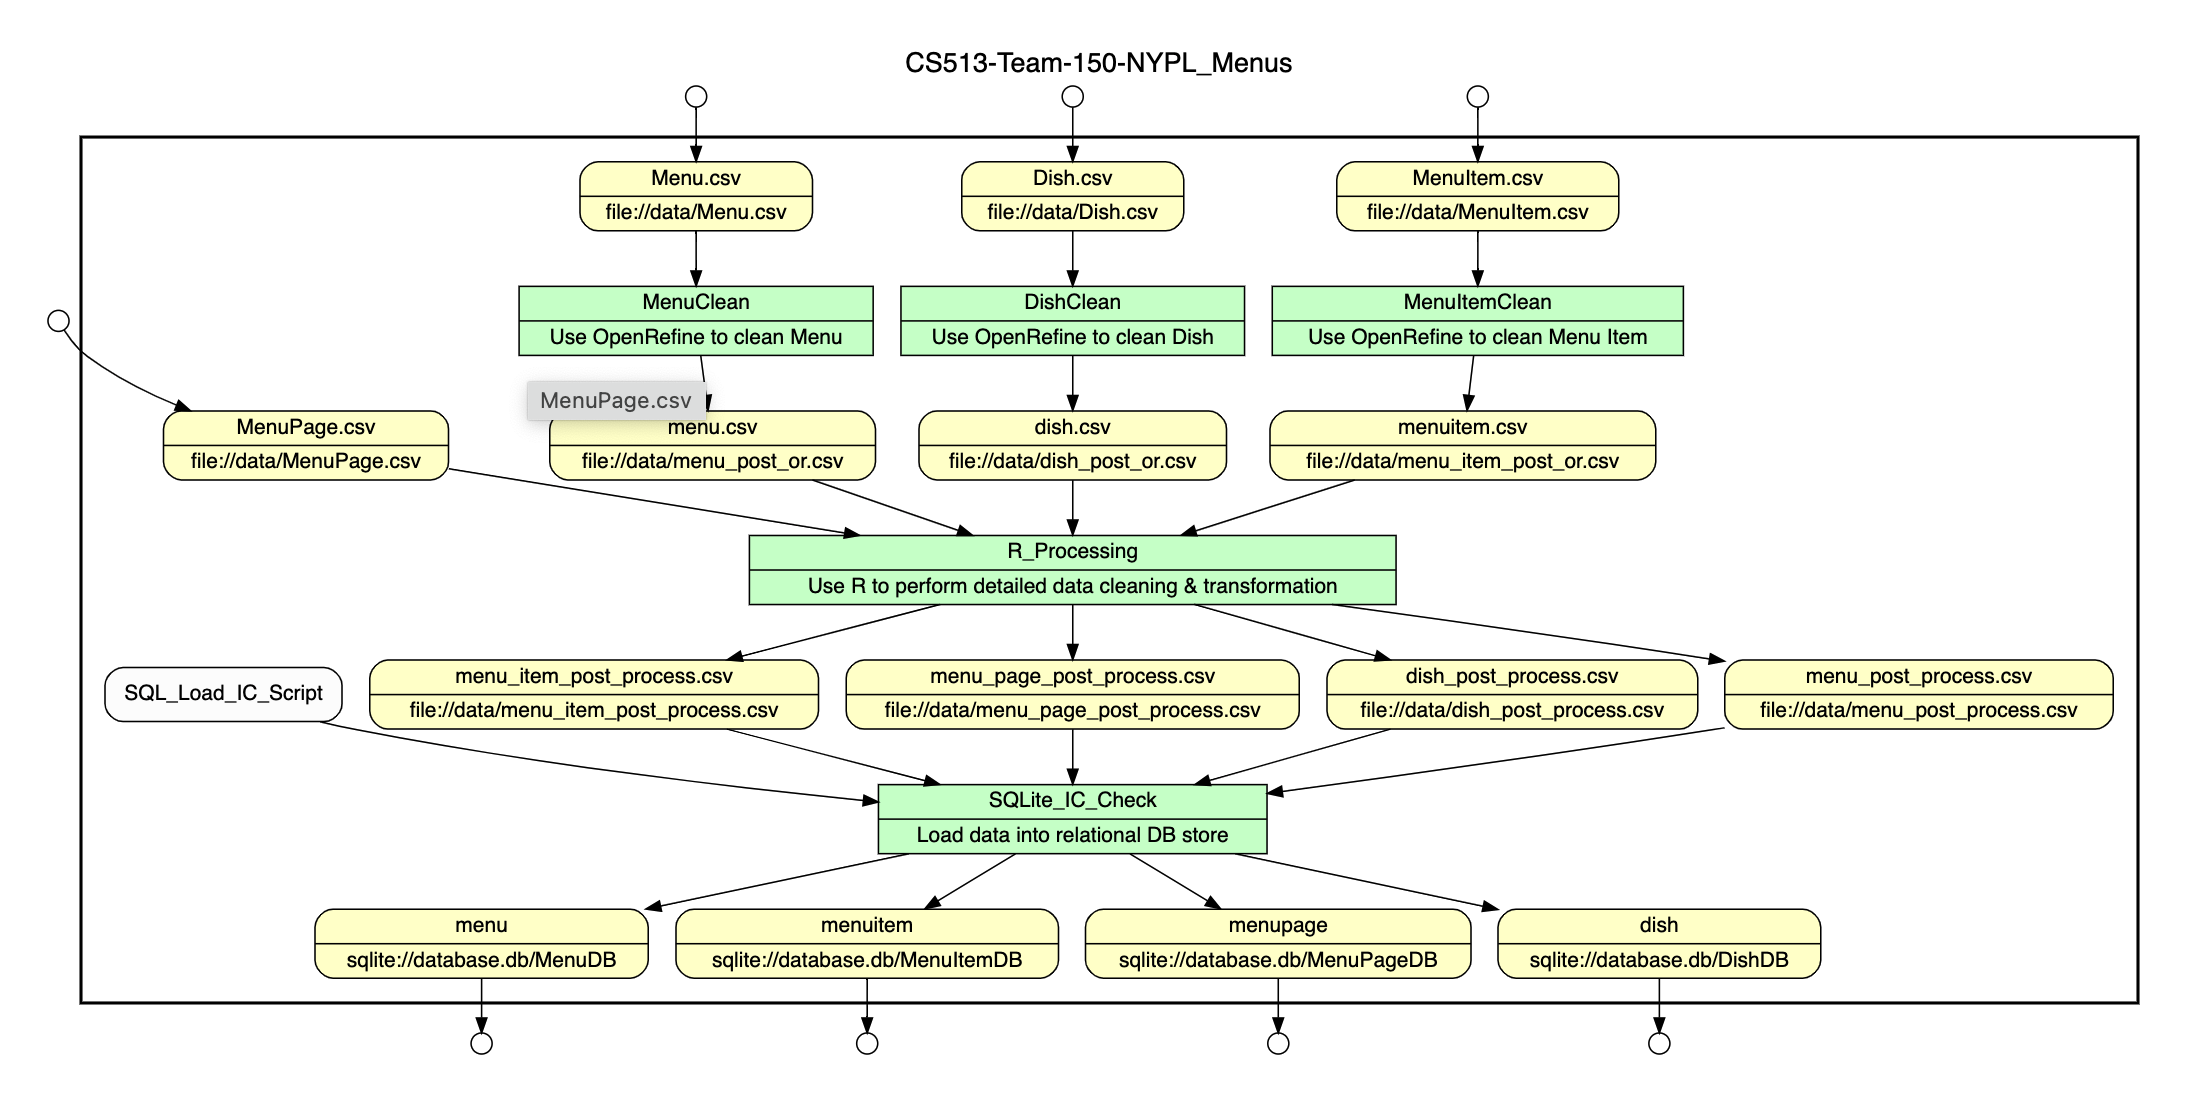 CS513-Team-150-NYPL_Menus
Menu.csv
file://data/Menu.csv
Dish.csv
file://data/Dish.csv
MenuItem.csv
file://data/MenuItem.csv
MenuClean
Use OpenRefine to clean Menu
DishClean
Use OpenRefine to clean Dish
MenuItemClean
Use OpenRefine to clean Menu Item
MenuPage.csv
MenuPage.csv
file://data/MenuPage.csv
menu.csv
file://data/menu_post_or.csv
dish.csv
file://data/dish_post_or.csv
menuitem.csv
file://data/menu_item_post_or.csv
R_Processing
Use R to perform detailed data cleaning & transformation
SQL_Load_IC_Script
menu_item_post_process.csv
file://data/menu_item_post_process.csv
menu_page_post_process.csv
file://data/menu_page_post_process.csv
dish_post_process.csv
file://data/dish_post_process.csv
menu_post_process.csv
file://data/menu_post_process.csv
SQLite_IC_Check
Load data into relational DB store
menu
sqlite://database.db/MenuDB
menuitem
sqlite://database.db/MenuItemDB
menupage
sqlite://database.db/MenuPageDB
dish
sqlite://database.db/DishDB